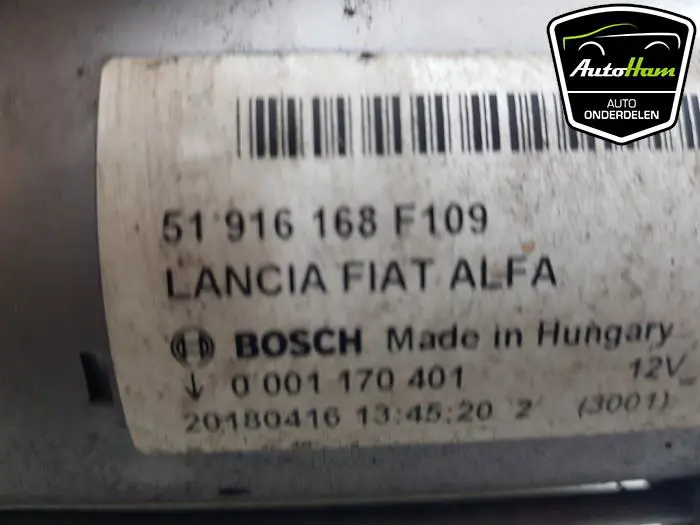 AutoHam
AUTO
ONDERDELEN
51 916 168 F109
LANCIA FIAT ALFA
BOSCH Made in Hungary
↓ 0 001 170 401 12V
20180416 13:45:20 2 (3001)